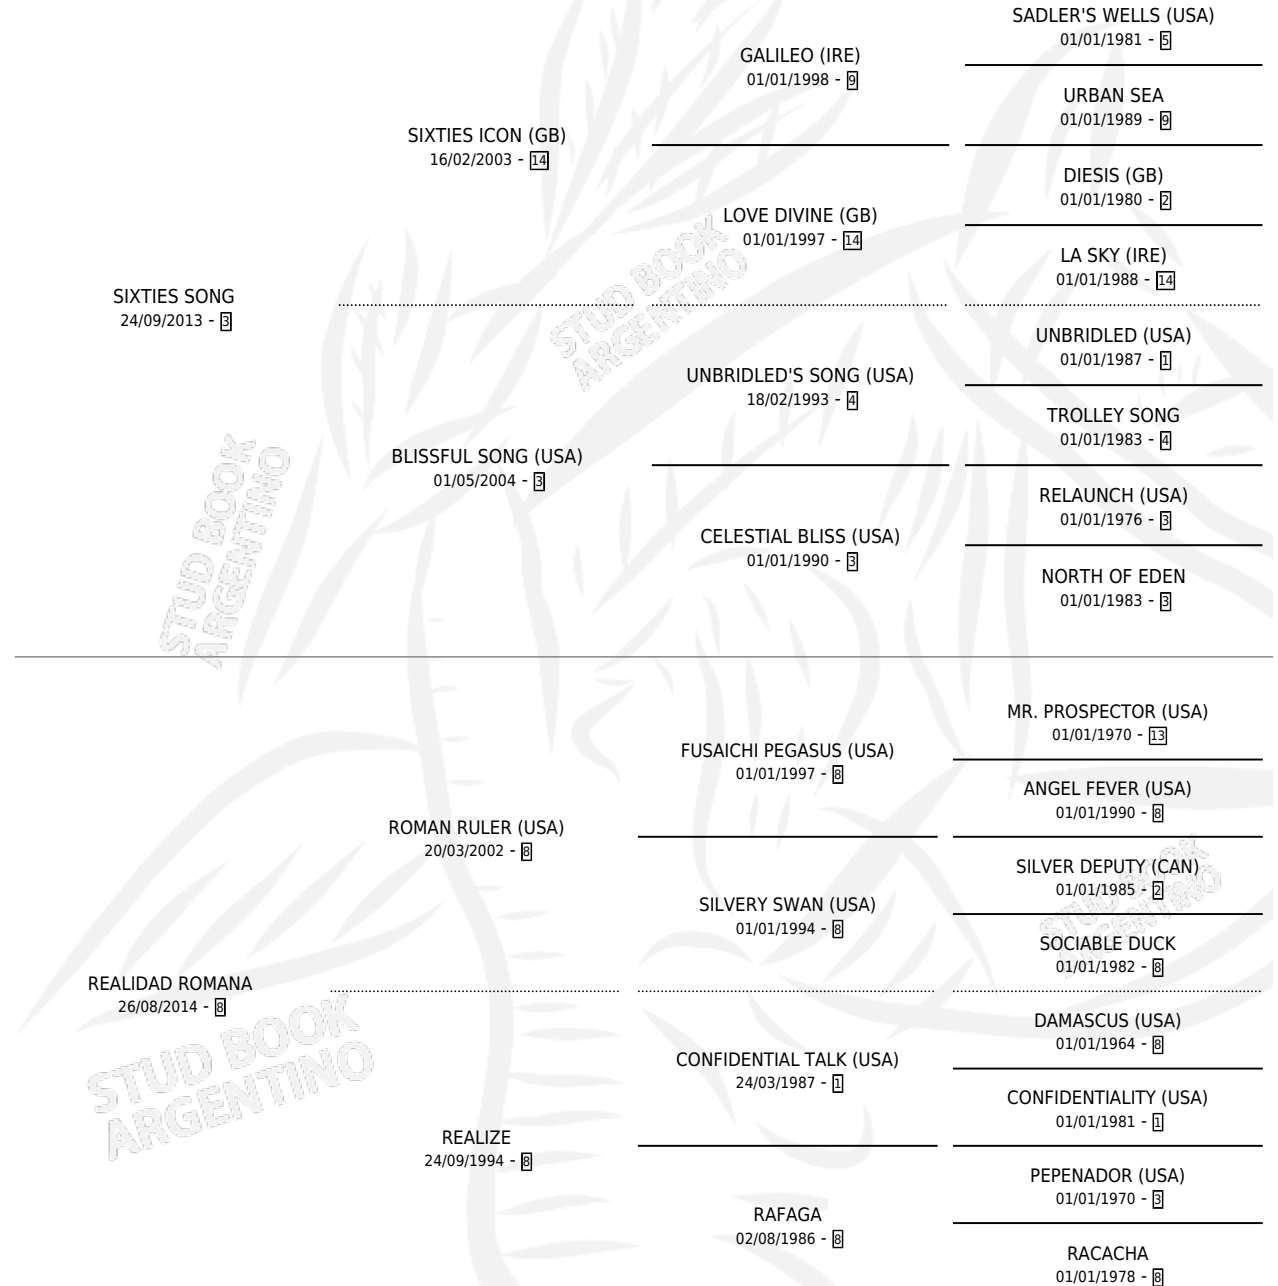 SADLER'S WELLS (USA)
01/01/1981 - 5
GALILEO (IRE)
01/01/1998 - 9
URBAN SEA
01/01/1989 - 9
SIXTIES ICON (GB)
16/02/2003 - 14
DIESIS (GB)
01/01/1980 - 2
LOVE DIVINE (GB)
01/01/1997 - 14
LA SKY (IRE)
01/01/1988 - 14
SIXTIES SONG
24/09/2013 - 3
STUD BOOK
ARGENTINO
UNBRIDLED (USA)
01/01/1987 - 1
UNBRIDLED'S SONG (USA)
18/02/1993 - 4
TROLLEY SONG
01/01/1983 - 4
BLISSFUL SONG (USA)
01/05/2004 - 3
RELAUNCH (USA)
01/01/1976 - 3
CELESTIAL BLISS (USA)
01/01/1990 - 3
NORTH OF EDEN
01/01/1983 - 3
STUD BOOK
ARGENTINO
MR. PROSPECTOR (USA)
01/01/1970 - 13
FUSAICHI PEGASUS (USA)
01/01/1997 - 8
ANGEL FEVER (USA)
01/01/1990 - 8
ROMAN RULER (USA)
20/03/2002 - 8
SILVER DEPUTY (CAN)
01/01/1985 - 2
SILVERY SWAN (USA)
01/01/1994 - 8
STUD BOOK
ARGENTINO
SOCIABLE DUCK
01/01/1982 - 8
REALIDAD ROMANA
26/08/2014 - 8
STUD BOOK
ARGENTINO
DAMASCUS (USA)
01/01/1964 - 8
CONFIDENTIAL TALK (USA)
24/03/1987 - 1
CONFIDENTIALITY (USA)
01/01/1981 - 1
REALIZE
24/09/1994 - 8
PEPENADOR (USA)
01/01/1970 - 3
RAFAGA
02/08/1986 - 8
RACACHA
01/01/1978 - 8